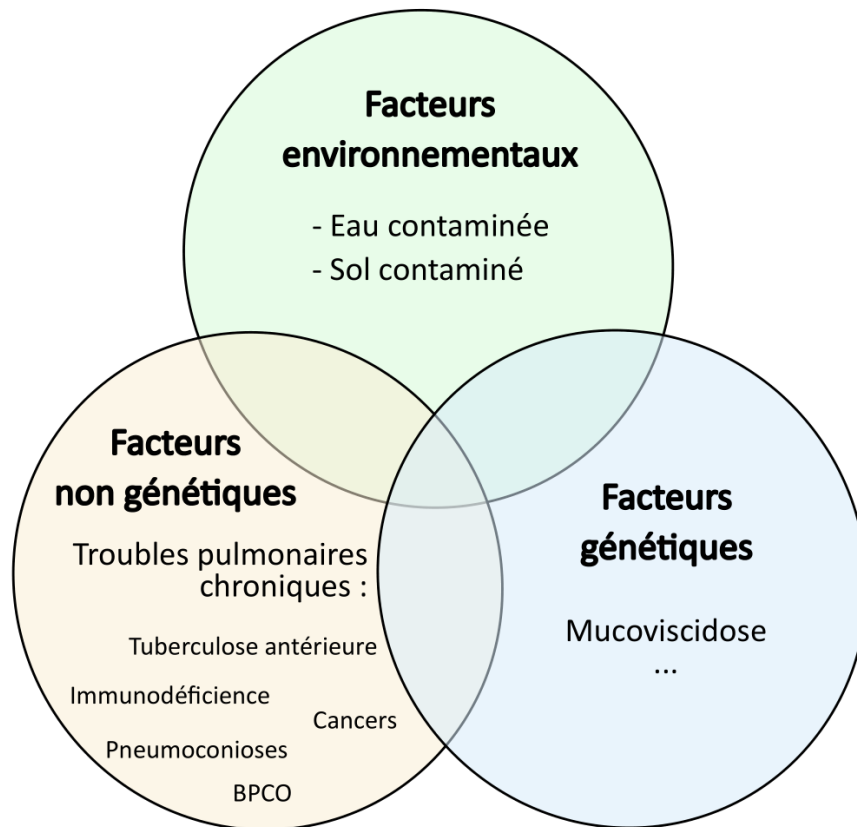 Facteurs
environnementaux
- Eau contaminée
- Sol contaminé
Facteurs
non génétiques
Troubles pulmonaires
chroniques :
Tuberculose antérieure
Immunodéficience
Cancers
Pneumoconioses
BPCO
Facteurs
génétiques
Mucoviscidose
...